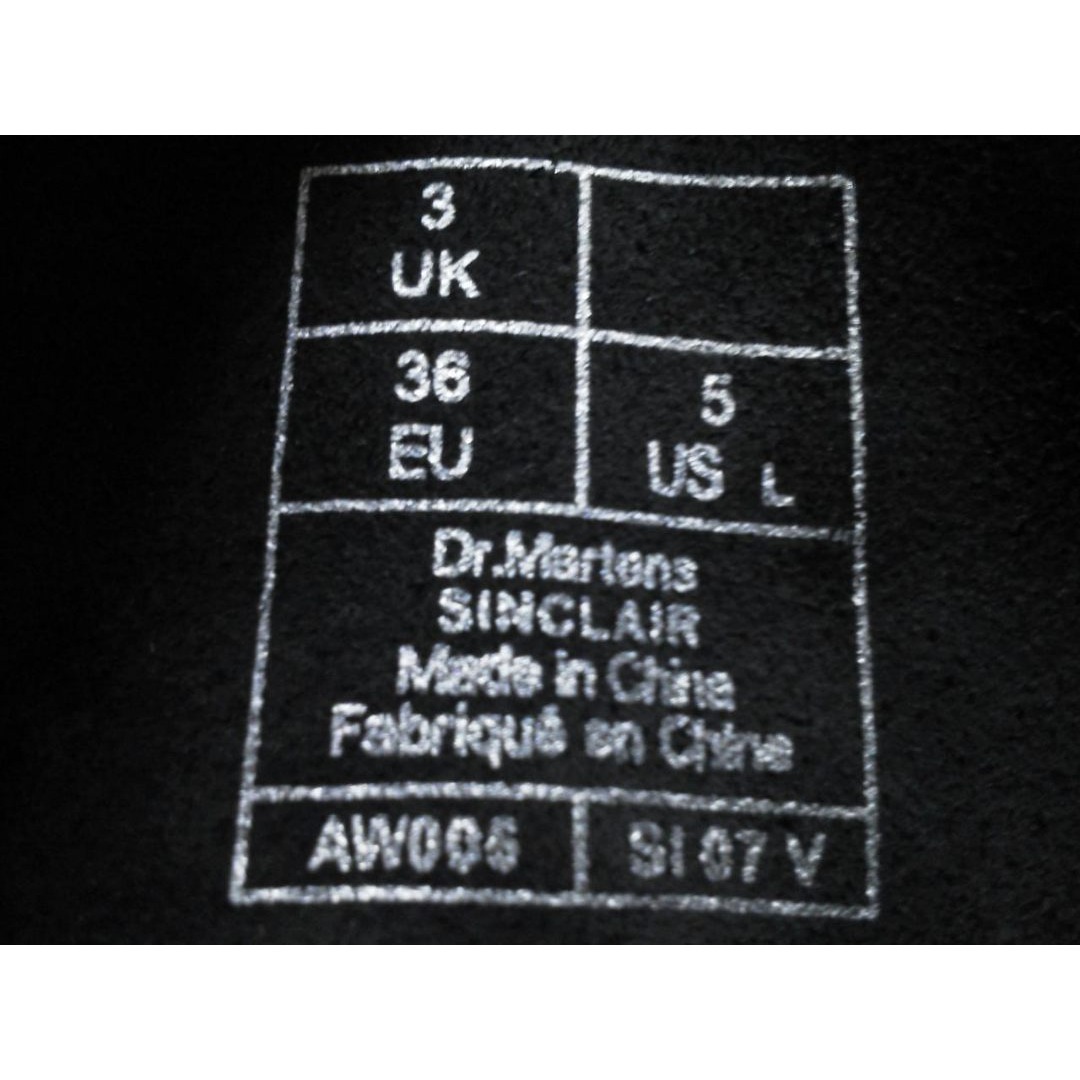 3
UK
36
EU
5
US L
Dr.Martens
SINCLAIR
Made in China
Fabriqué en Chine
AW006
SI 07 V